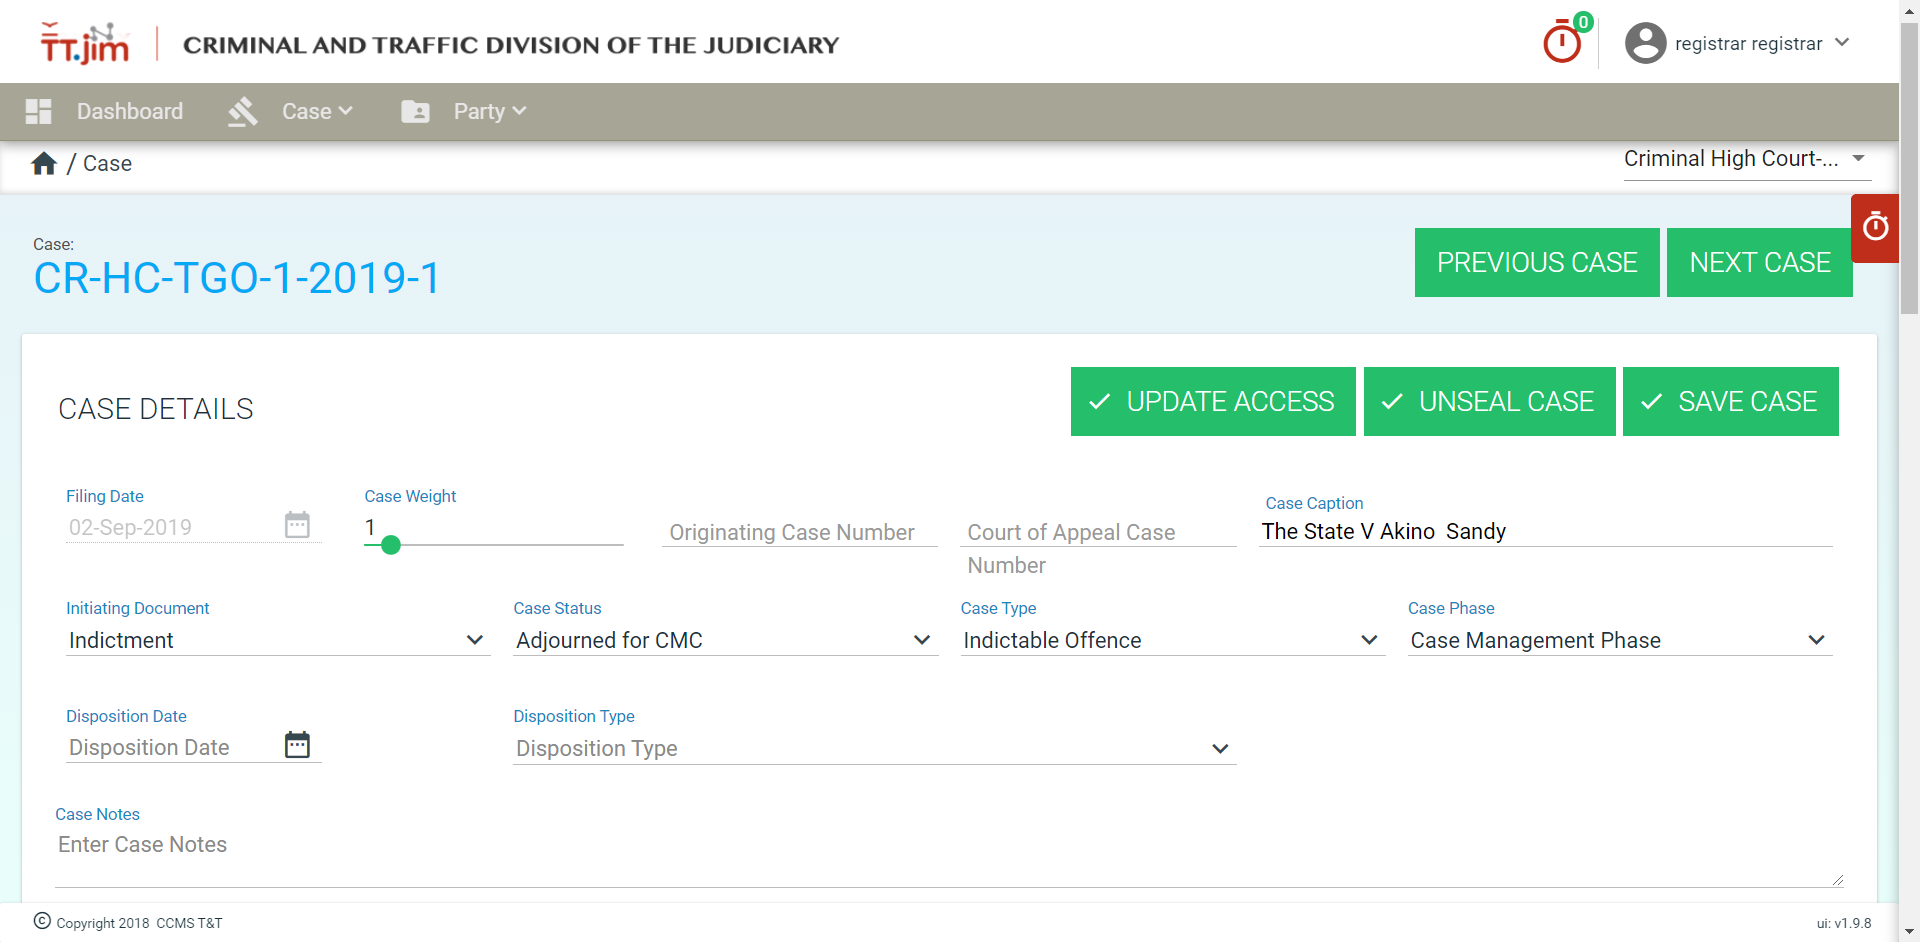 TT.jim
CRIMINAL AND TRAFFIC DIVISION OF THE JUDICIARY
0
registrar registrar
Dashboard
Case
Party
/ Case
Criminal High Court-...
Case:
CR-HC-TGO-1-2019-1
PREVIOUS CASE
NEXT CASE
CASE DETAILS
UPDATE ACCESS
UNSEAL CASE
SAVE CASE
Filing Date
02-Sep-2019
Case Weight
1
Originating Case Number
Court of Appeal Case
Number
Case Caption
The State V Akino  Sandy
Initiating Document
Indictment
Case Status
Adjourned for CMC
Case Type
Indictable Offence
Case Phase
Case Management Phase
Disposition Date
Disposition Date
Disposition Type
Disposition Type
Case Notes
Enter Case Notes
© Copyright 2018  CCMS T&T
ui: v1.9.8